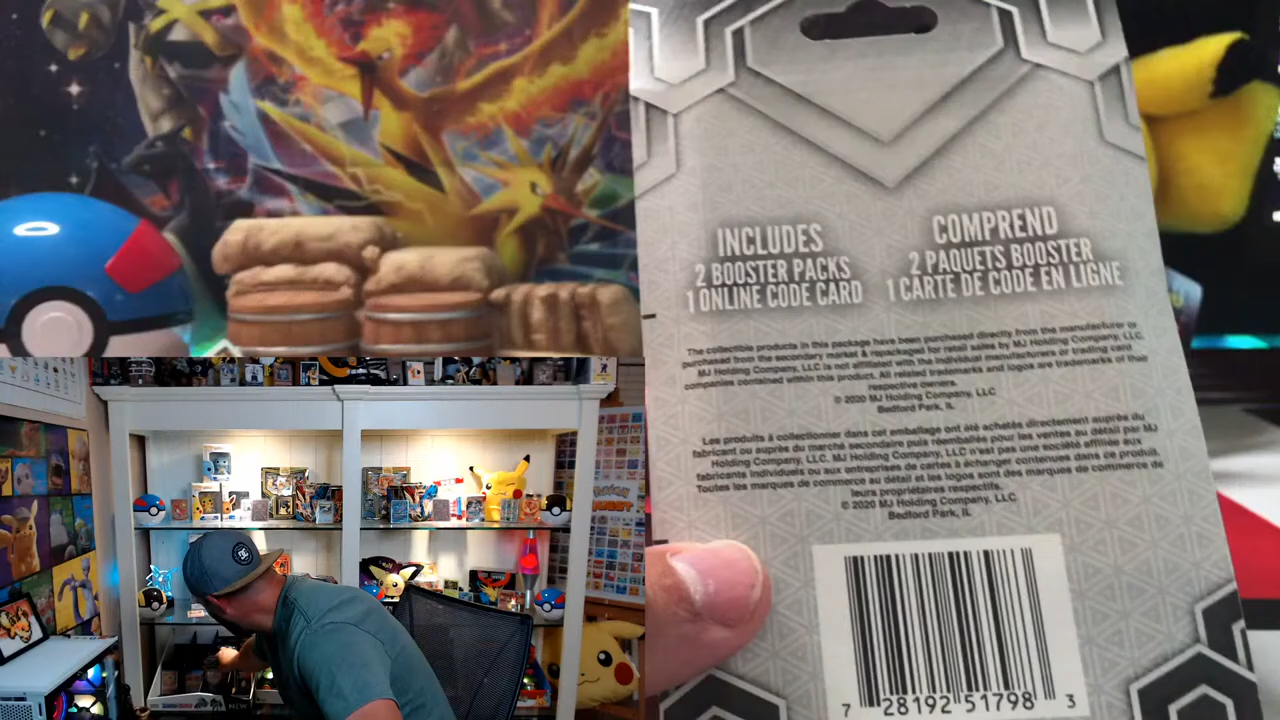 INCLUDES
2 BOOSTER PACKS
1 ONLINE CODE CARD
COMPREND
2 PAQUETS BOOSTER
1 CARTE DE CODE EN LIGNE
The collectible products in this package have been purchased directly from the manufacturer or
purchased from the secondary market & repackaged for retail sales by MJ Holding Company, LLC.
MJ Holding Company, LLC is not affiliated with the individual manufacturers or trading card
companies contained within this product. All related trademarks and logos are trademarks of their
respective owners.
© 2020 MJ Holding Company, LLC
Bedford Park, IL
Les produits à collectionner dans cet emballage ont été achetés directement auprès du
fabricant ou auprès du marché secondaire puis réemballés pour les ventes au détail par MJ
Holding Company, LLC. MJ Holding Company, LLC n'est pas une société affiliée aux
fabricants individuels ou aux entreprises de cartes à échanger contenues dans ce produit.
Toutes les marques de commerce au détail et les logos sont des marques de commerce de
leurs propriétaires respectifs.
© 2020 MJ Holding Company, LLC
Bedford Park, IL
7 28192 51798 3
DC
POKÉMON
NEW